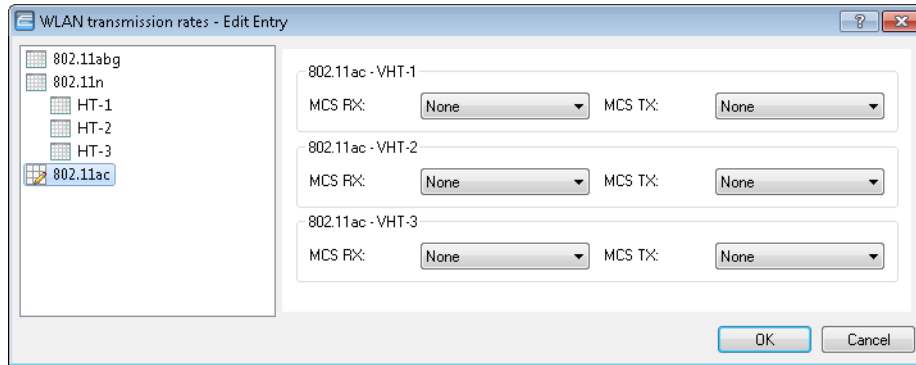 WLAN transmission rates - Edit Entry
802.11abg
802.11n
HT-1
HT-2
HT-3
802.11ac
802.11ac - VHT-1
MCS RX: None MCS TX: None
802.11ac - VHT-2
MCS RX: None MCS TX: None
802.11ac - VHT-3
MCS RX: None MCS TX: None
OK Cancel